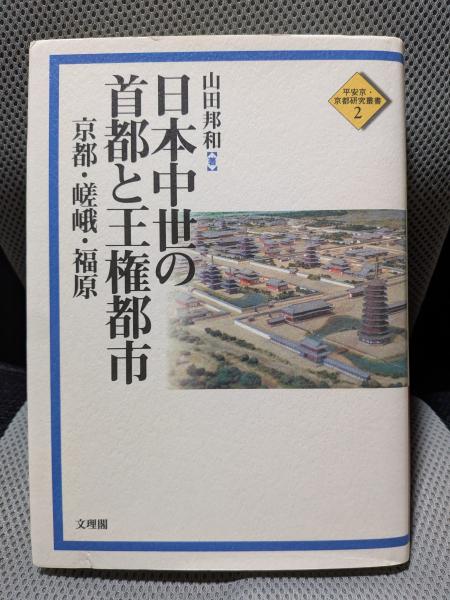 平安京・
京都研究叢書
2
山田邦和【著】
日本中世の
首都と王権都市
京都・嵯峨・福原
文理閣